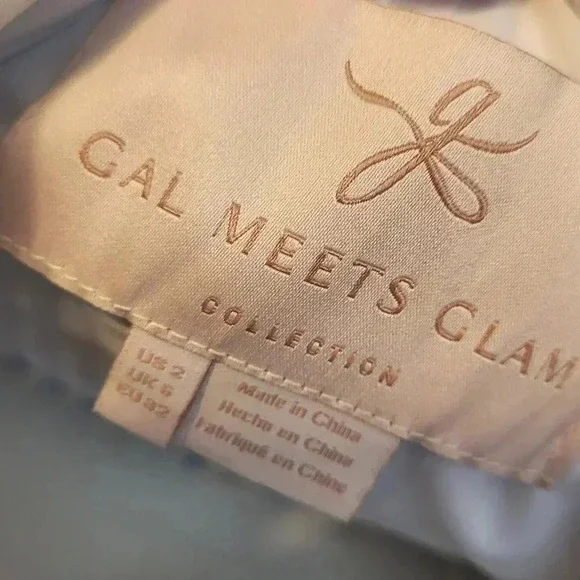 GAL MEETS GLAM
COLLECTION
US 2
UK 6
EU 32
Made in China
Hecho en China
Fabriqué en Chine